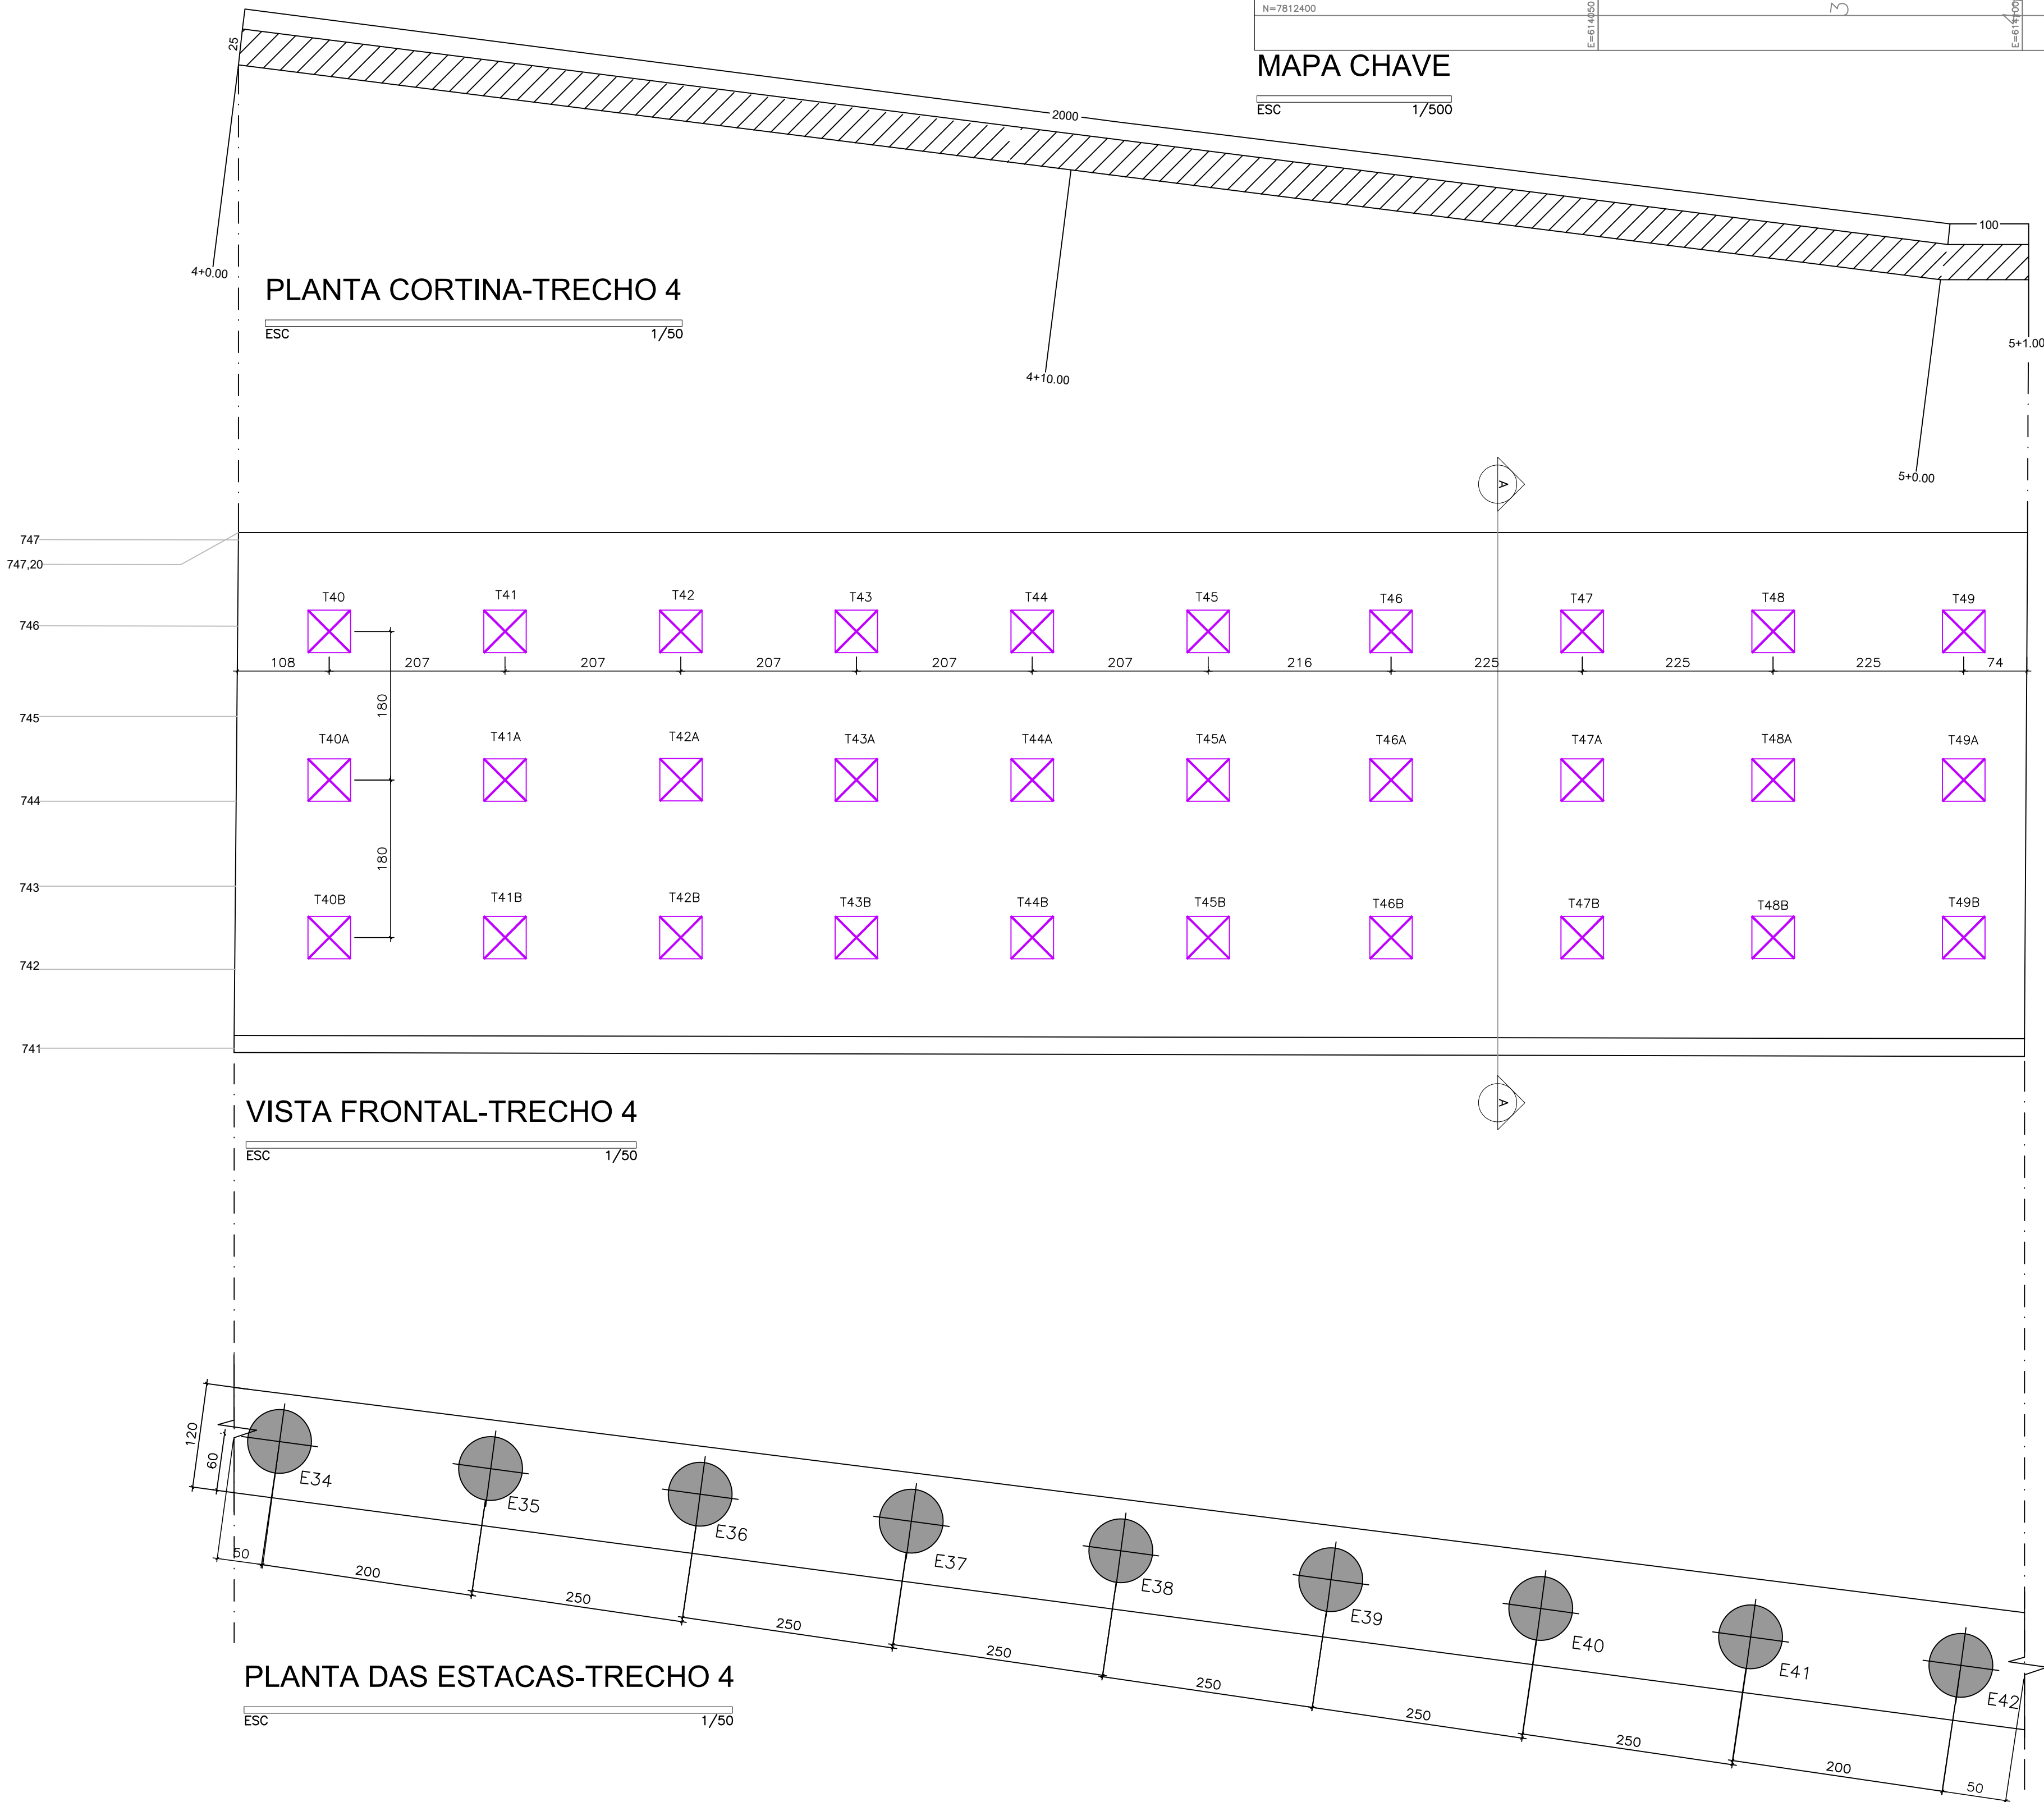 N=7812400
E=614050
3
MAPA CHAVE
ESC 1/500
25
2000
100
4+0.00
PLANTA CORTINA-TRECHO 4
ESC 1/50
5+1.00
4+10.00
5+0.00
A
747
747,20
T40 T41 T42 T43 T44 T45 T46 T47 T48 T49
746
108 207 207 207 207 207 216 225 225 225 74
180
745
T40A T41A T42A T43A T44A T45A T46A T47A T48A T49A
744
180
743
T40B T41B T42B T43B T44B T45B T46B T47B T48B T49B
742
741
A
VISTA FRONTAL-TRECHO 4
ESC 1/50
120
60
E34
E35
E36
E37
E38
E39
E40
E41
E42
50 200 250 250 250 250 250 250 200 50
PLANTA DAS ESTACAS-TRECHO 4
ESC 1/50